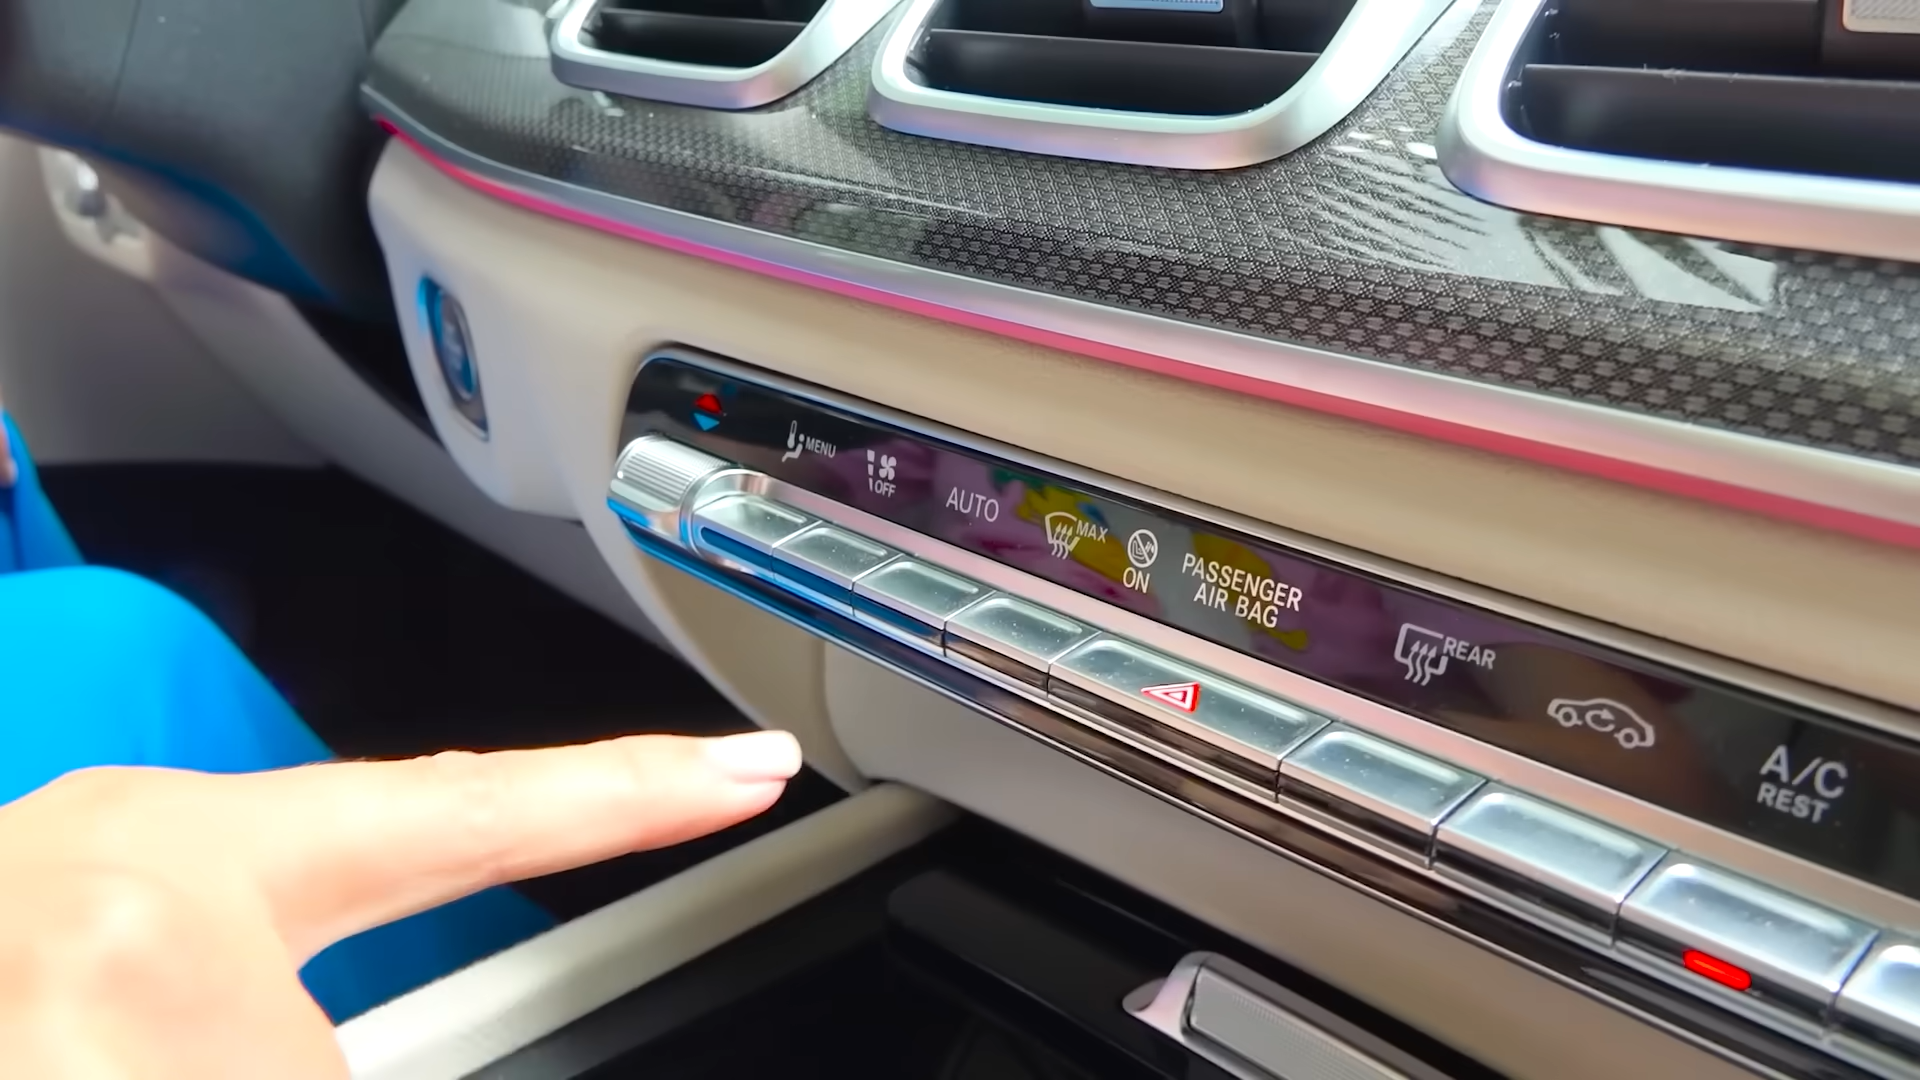 MENU
OFF
AUTO
MAX
ON
PASSENGER
AIR BAG
REAR
A/C
REST